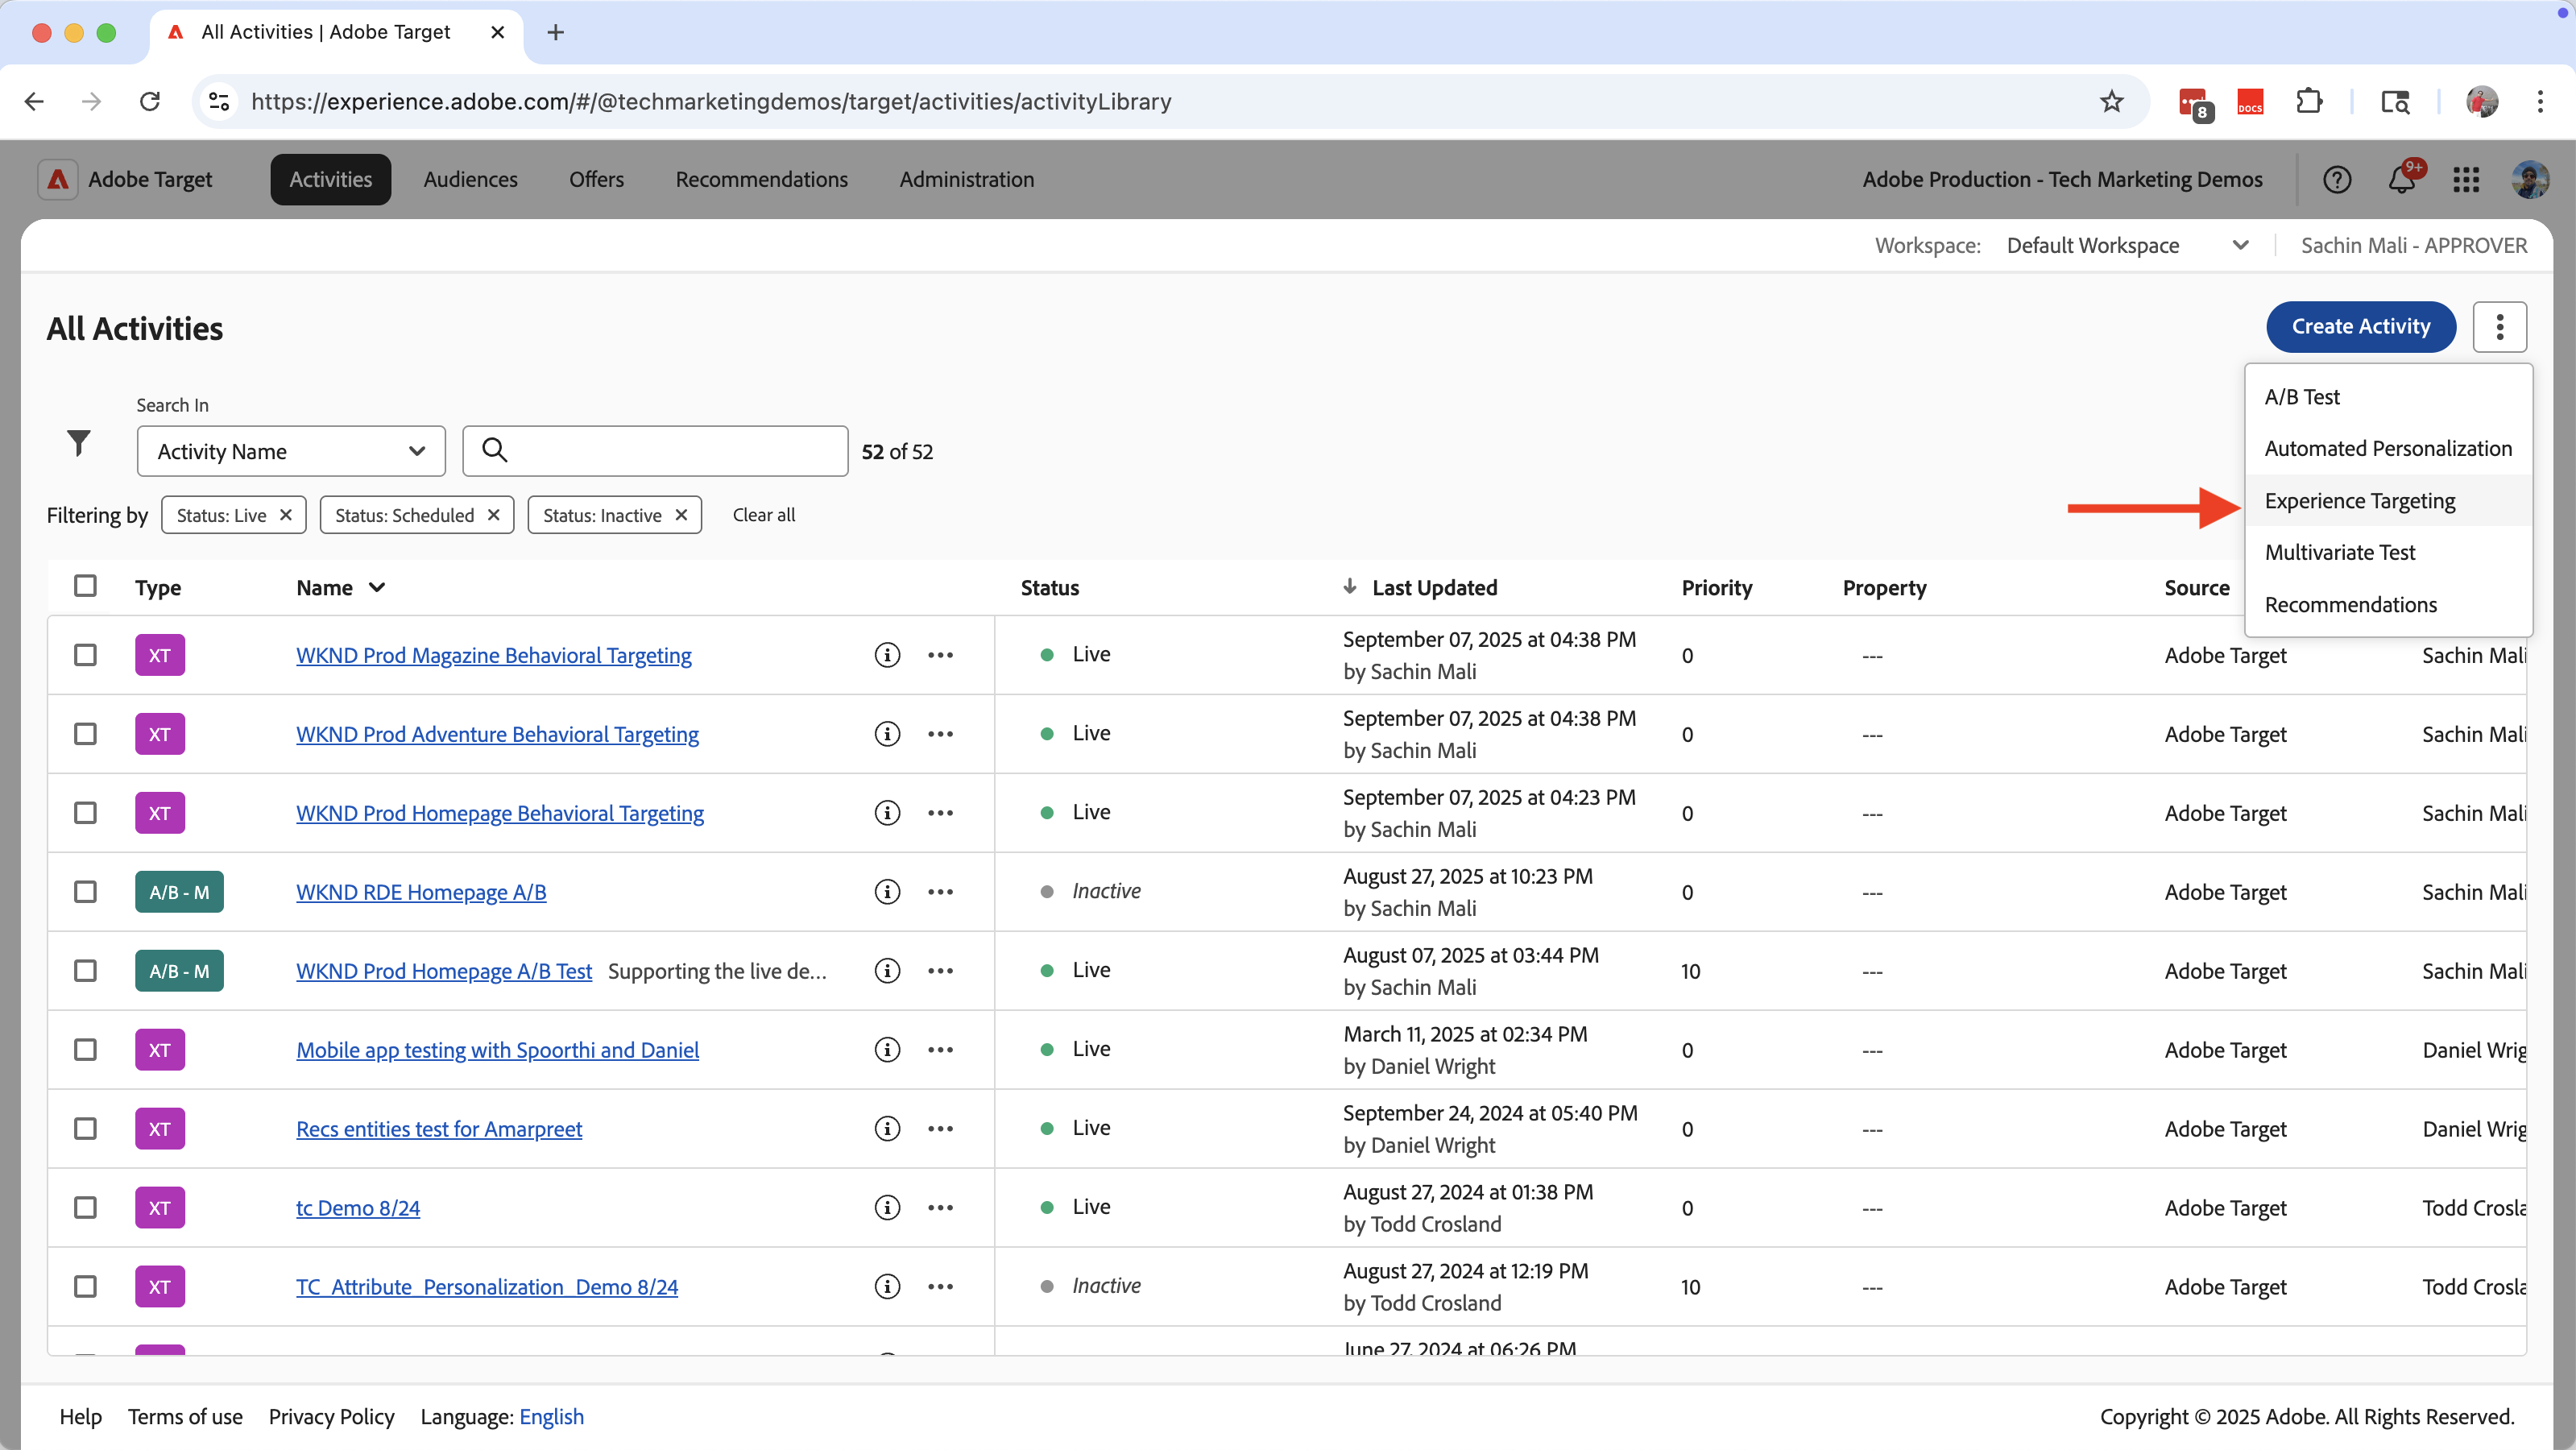 All Activities | Adobe Target
https://experience.adobe.com/#/@techmarketingdemos/target/activities/activityLibrary
8
DOCS
Adobe Target Activities Audiences Offers Recommendations Administration Adobe Production - Tech Marketing Demos 9+
Workspace: Default Workspace Sachin Mali - APPROVER
All Activities Create Activity
A/B Test
Automated Personalization
Experience Targeting
Multivariate Test
Recommendations
Search In
Activity Name 52 of 52
Filtering by Status: Live Status: Scheduled Status: Inactive Clear all
Type Name Status Last Updated Priority Property Source
XT WKND Prod Magazine Behavioral Targeting Live September 07, 2025 at 04:38 PM 0 --- Adobe Target Sachin Mali
by Sachin Mali
XT WKND Prod Adventure Behavioral Targeting Live September 07, 2025 at 04:38 PM 0 --- Adobe Target Sachin Mali
by Sachin Mali
XT WKND Prod Homepage Behavioral Targeting Live September 07, 2025 at 04:23 PM 0 --- Adobe Target Sachin Mali
by Sachin Mali
A/B - M WKND RDE Homepage A/B Inactive August 27, 2025 at 10:23 PM 0 --- Adobe Target Sachin Mali
by Sachin Mali
A/B - M WKND Prod Homepage A/B Test Supporting the live de... Live August 07, 2025 at 03:44 PM 10 --- Adobe Target Sachin Mali
by Sachin Mali
XT Mobile app testing with Spoorthi and Daniel Live March 11, 2025 at 02:34 PM 0 --- Adobe Target Daniel Wrig
by Daniel Wright
XT Recs entities test for Amarpreet Live September 24, 2024 at 05:40 PM 0 --- Adobe Target Daniel Wrig
by Daniel Wright
XT tc Demo 8/24 Live August 27, 2024 at 01:38 PM 0 --- Adobe Target Todd Crosla
by Todd Crosland
XT TC_Attribute_Personalization_Demo 8/24 Inactive August 27, 2024 at 12:19 PM 10 --- Adobe Target Todd Crosla
by Todd Crosland
June 27, 2024 at 06:26 PM
Help Terms of use Privacy Policy Language: English Copyright © 2025 Adobe. All Rights Reserved.